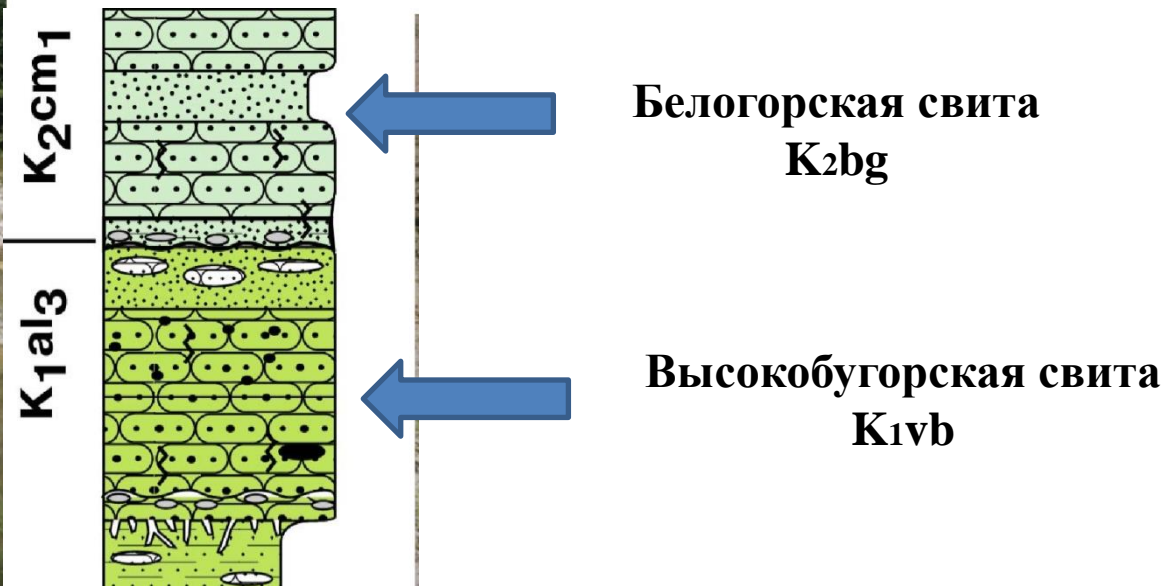 K2cm1
Белогорская свита
K2bg
K1al3
Высокобугорская свита
K1vb